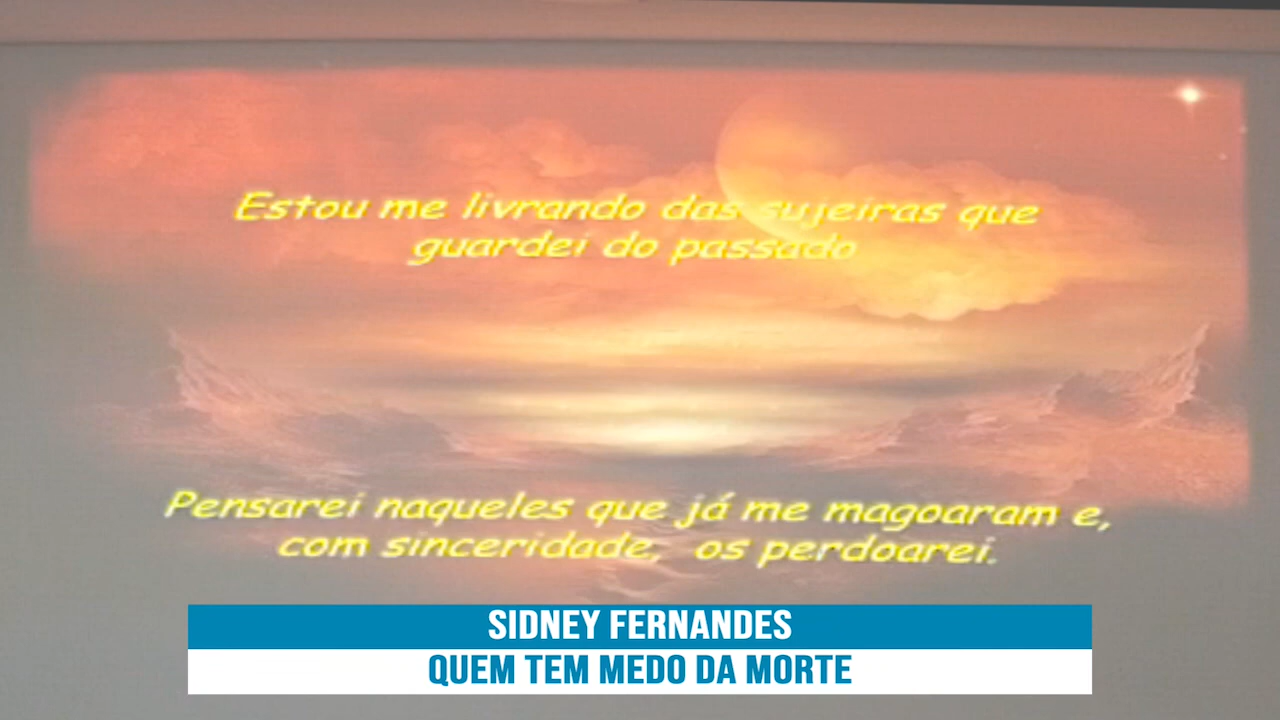 Estou me livrando das sujeiras que
guardei do passado
Pensarei naqueles que já me magoaram e,
com sinceridade, os perdoarei.
SIDNEY FERNANDES
QUEM TEM MEDO DA MORTE